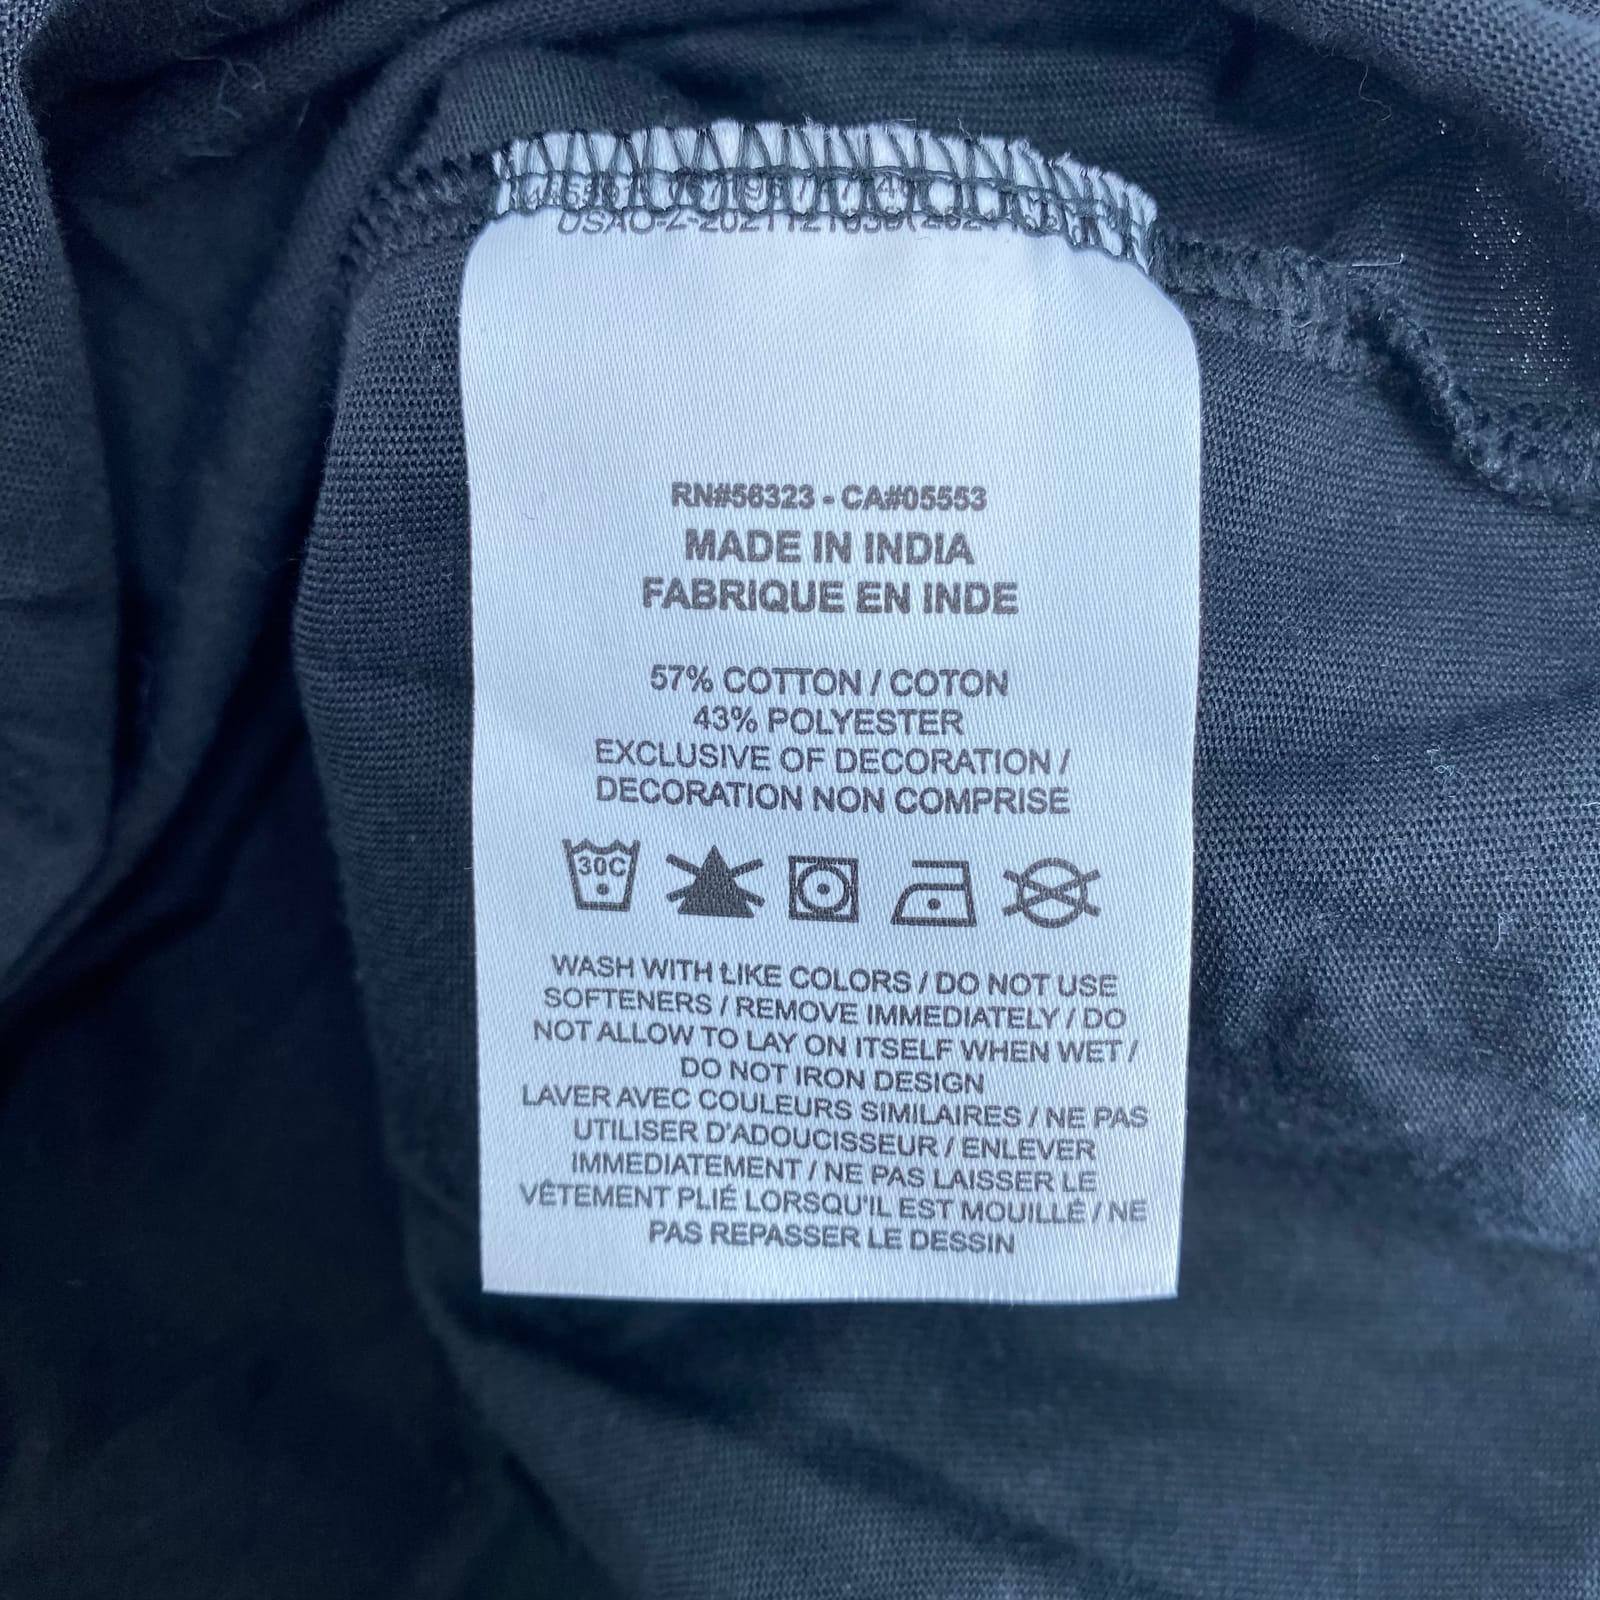 RN#56323 - CA#05553
MADE IN INDIA
FABRIQUE EN INDE
57% COTTON / COTON
43% POLYESTER
EXCLUSIVE OF DECORATION /
DECORATION NON COMPRISE
30C
WASH WITH LIKE COLORS / DO NOT USE
SOFTENERS / REMOVE IMMEDIATELY / DO
NOT ALLOW TO LAY ON ITSELF WHEN WET /
DO NOT IRON DESIGN
LAVER AVEC COULEURS SIMILAIRES / NE PAS
UTILISER D'ADOUCISSEUR / ENLEVER
IMMEDIATEMENT / NE PAS LAISSER LE
VÊTEMENT PLIÉ LORSQU'IL EST MOUILLÉ / NE
PAS REPASSER LE DESSIN